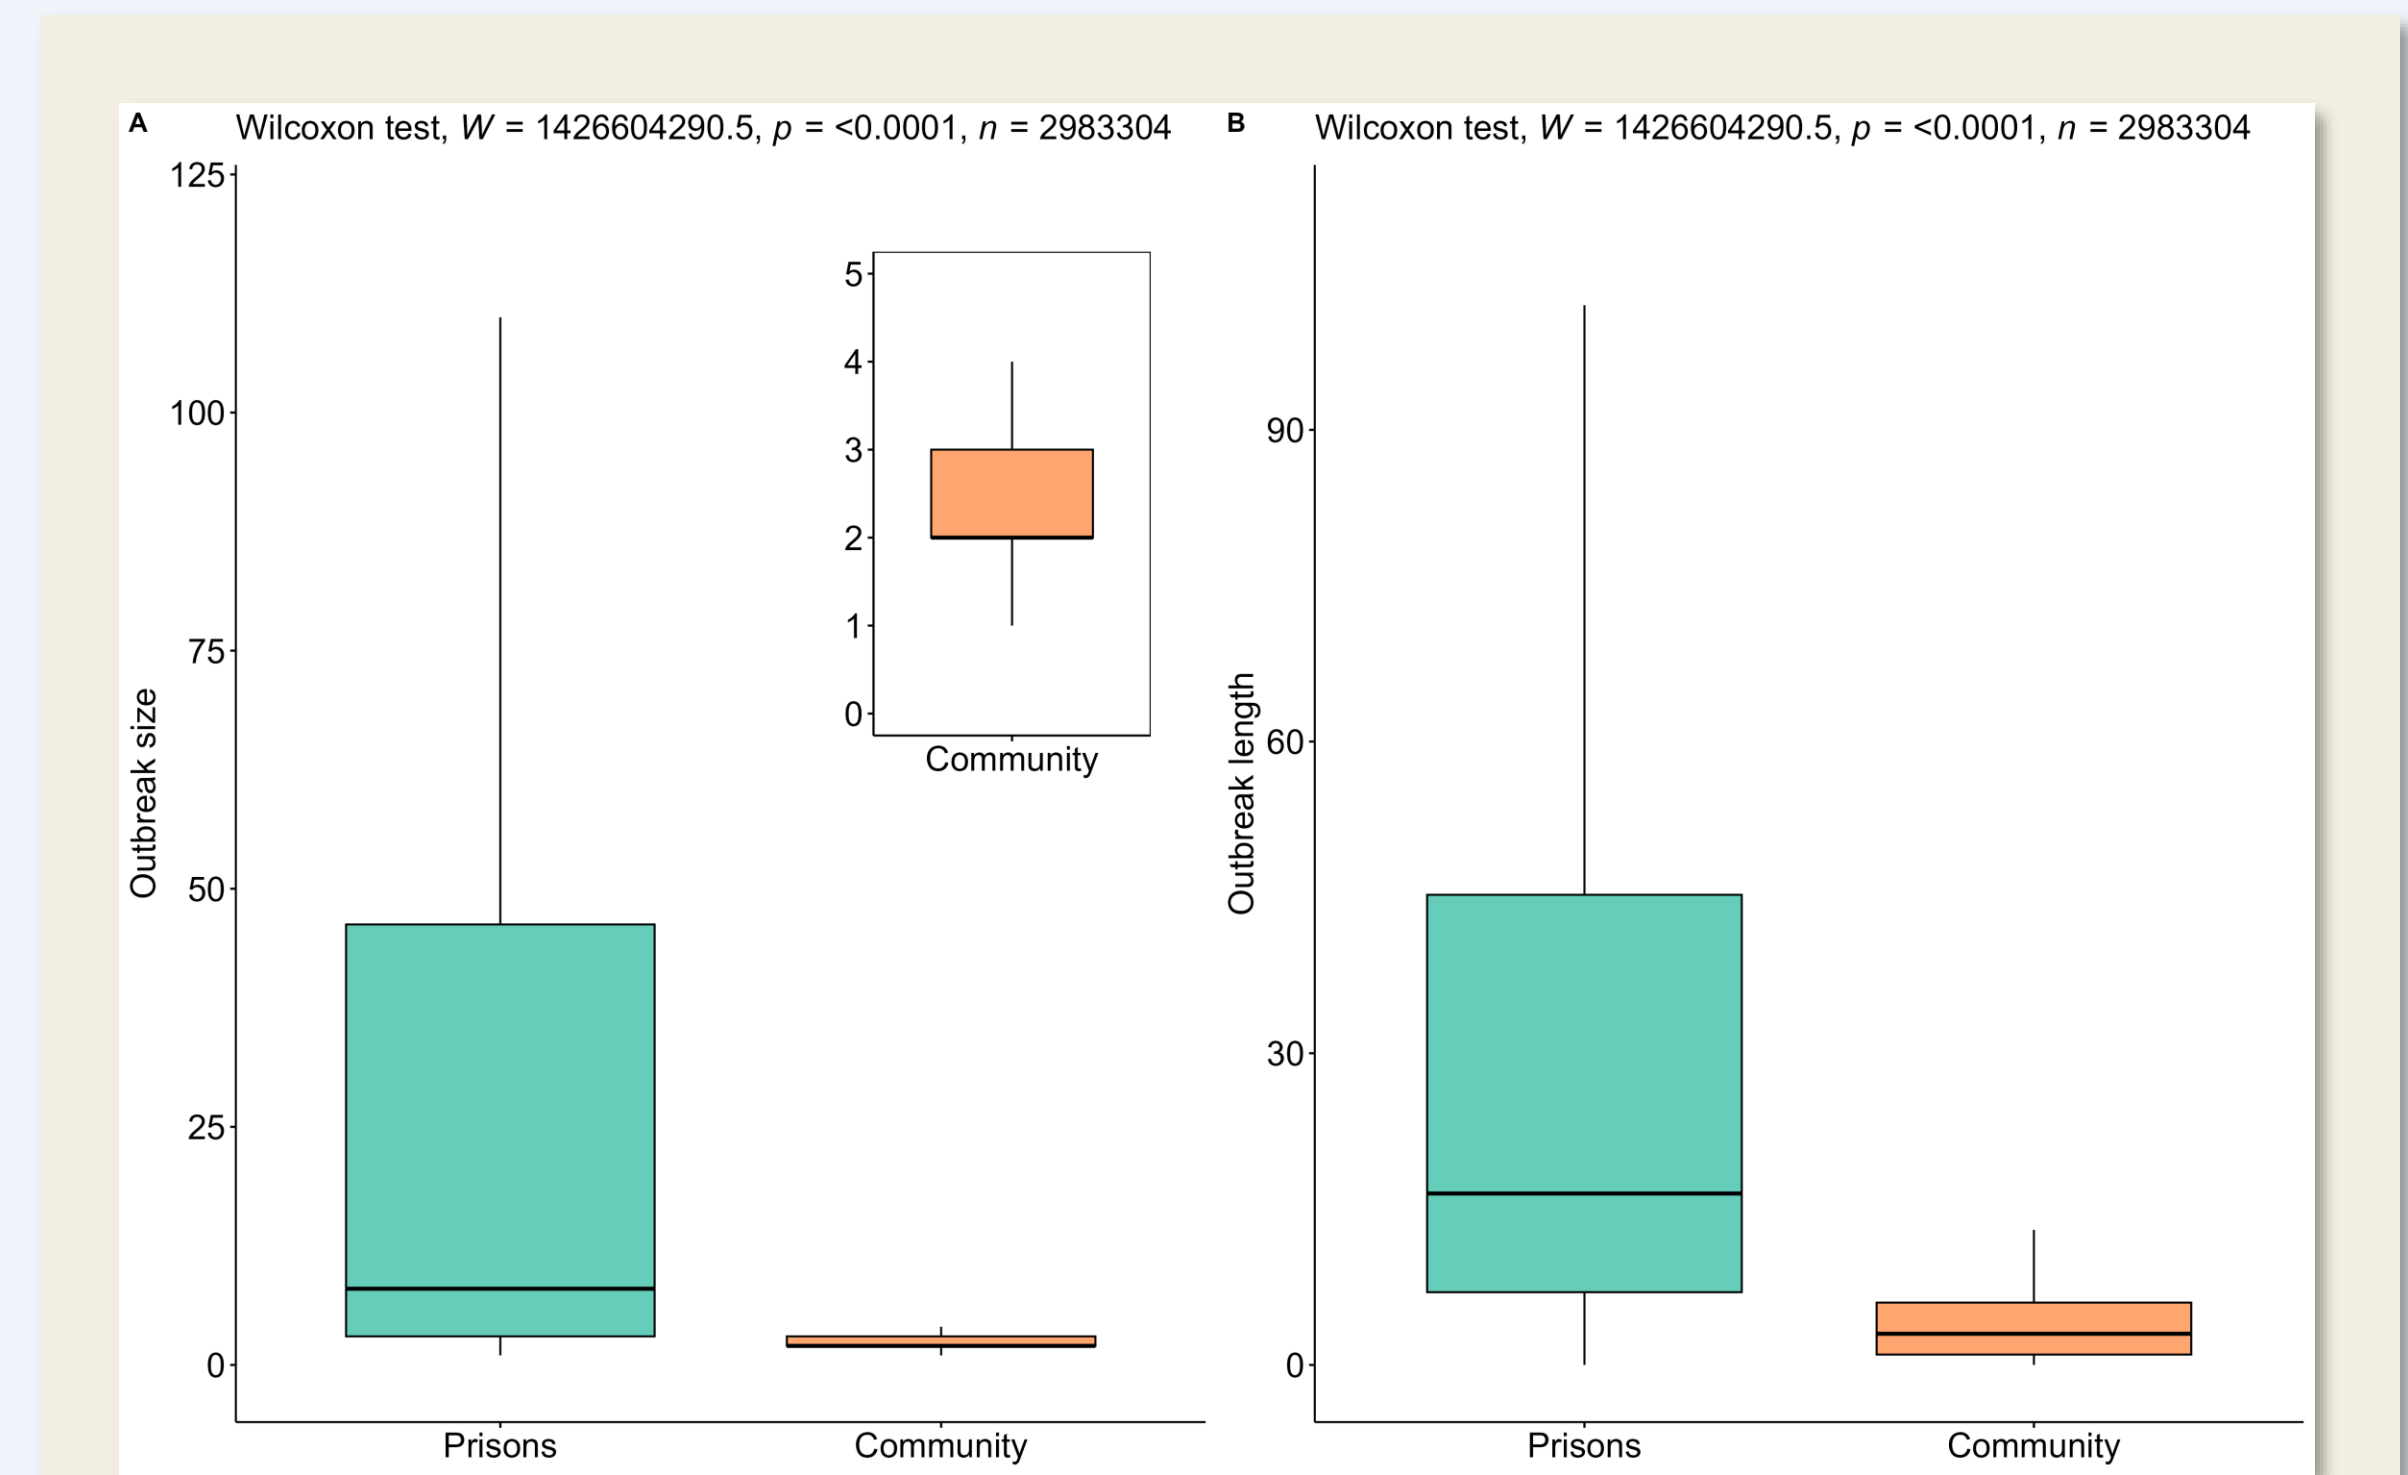 A
Wilcoxon test, W = 1426604290.5, p = <0.0001, n = 2983304
125
100
75
50
25
0
Outbreak size
5
4
3
2
1
0
Community
Prisons
Community
B
Wilcoxon test, W = 1426604290.5, p = <0.0001, n = 2983304
90
60
30
0
Outbreak length
Prisons
Community